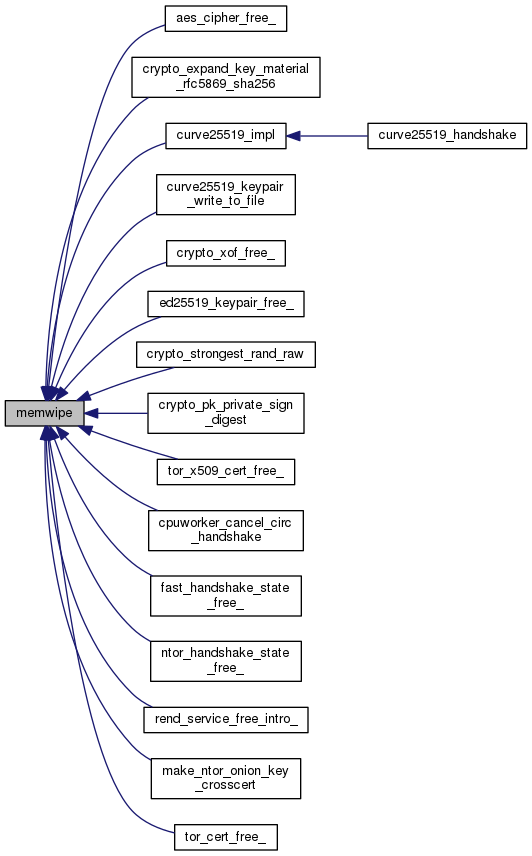 aes_cipher_free_
crypto_expand_key_material
_rfc5869_sha256
curve25519_impl
curve25519_handshake
curve25519_keypair
_write_to_file
crypto_xof_free_
ed25519_keypair_free_
crypto_strongest_rand_raw
memwipe
crypto_pk_private_sign
_digest
tor_x509_cert_free_
cpuworker_cancel_circ
_handshake
fast_handshake_state
_free_
ntor_handshake_state
_free_
rend_service_free_intro_
make_ntor_onion_key
_crosscert
tor_cert_free_